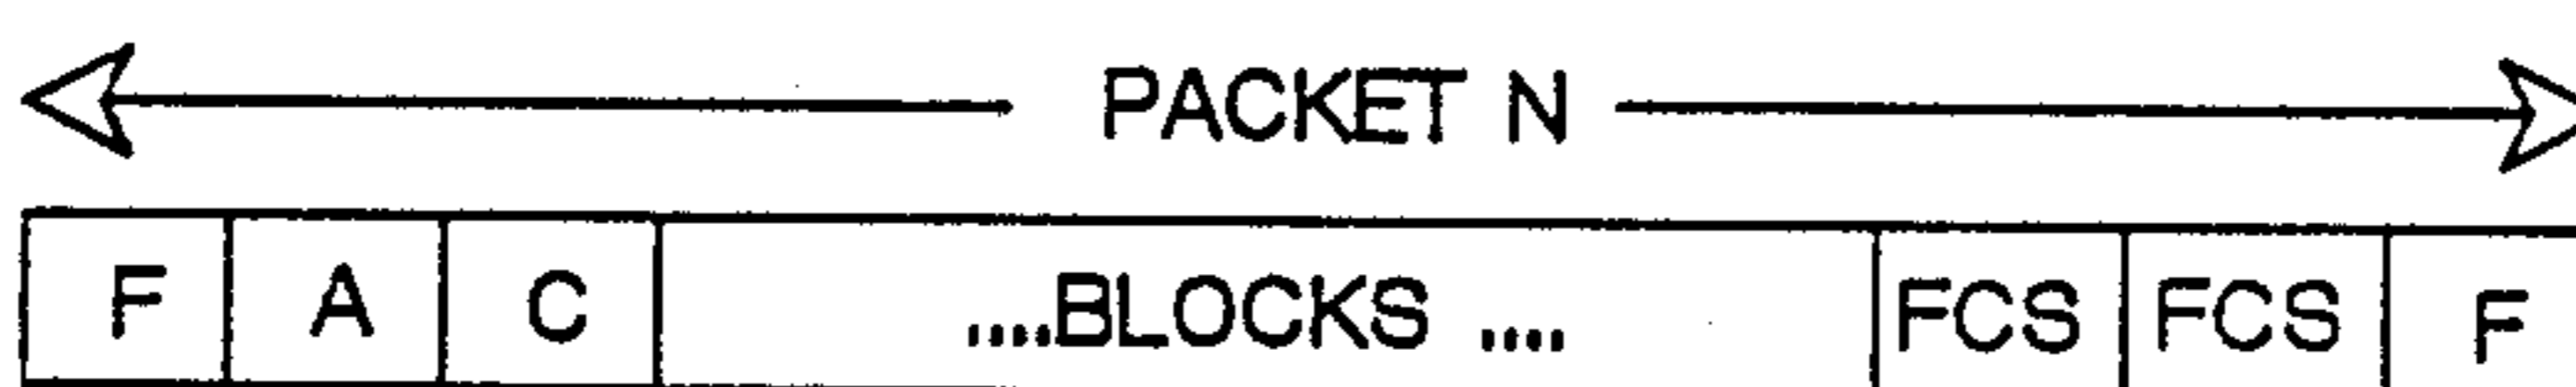 PACKET N
F A C ....BLOCKS .... FCS FCS F